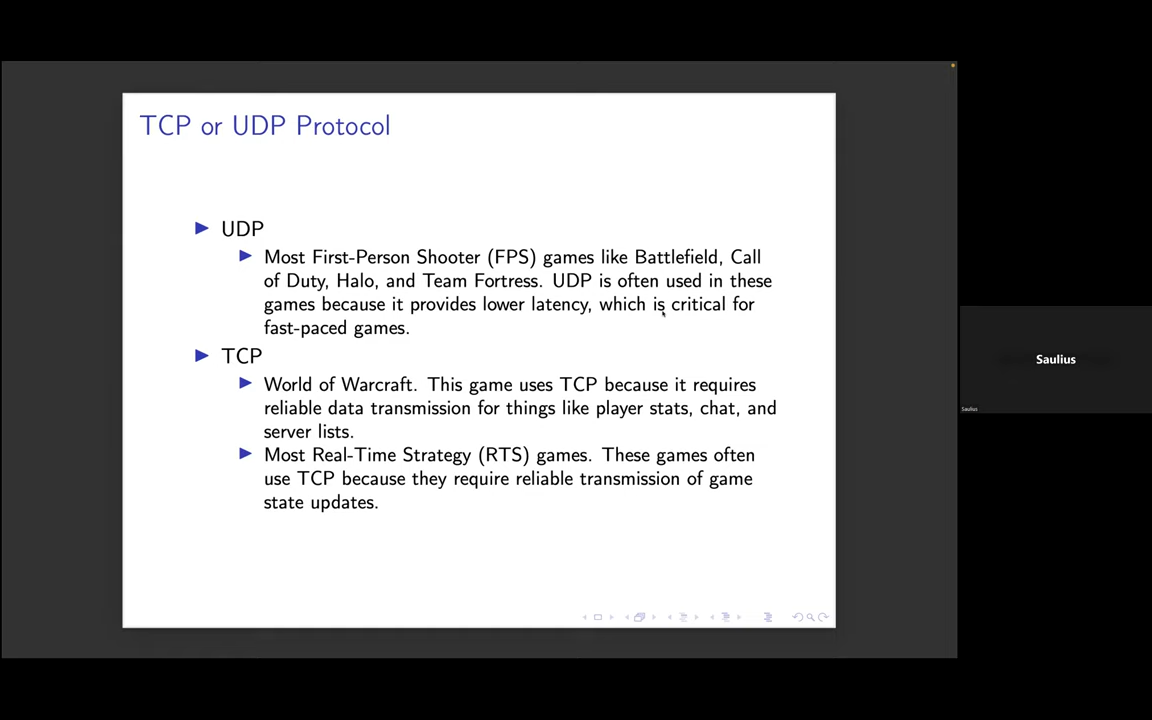 TCP or UDP Protocol
UDP
Most First-Person Shooter (FPS) games like Battlefield, Call
of Duty, Halo, and Team Fortress. UDP is often used in these
games because it provides lower latency, which is critical for
fast-paced games.
TCP
World of Warcraft. This game uses TCP because it requires
reliable data transmission for things like player stats, chat, and
server lists.
Most Real-Time Strategy (RTS) games. These games often
use TCP because they require reliable transmission of game
state updates.
Saulius
Saulius